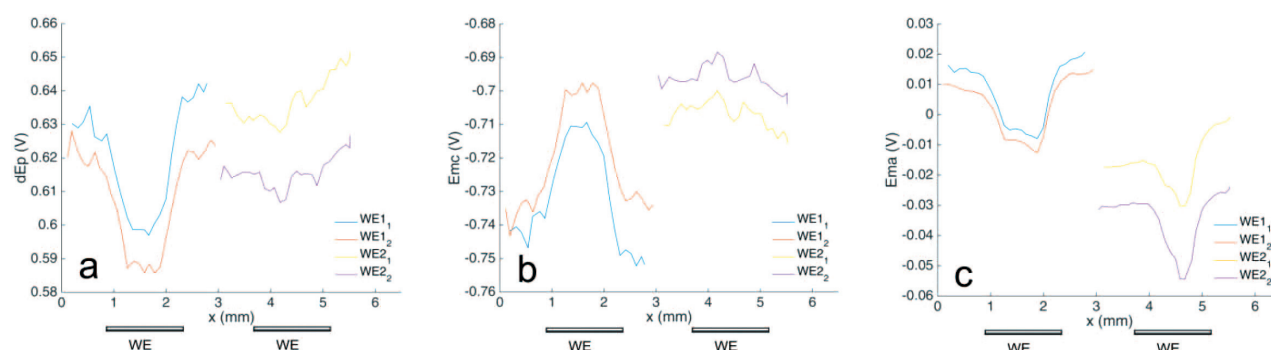 0.66
0.65
0.64
0.63
0.62
0.61
0.6
0.59
0.58
dEp (V)
0 1 2 3 4 5 6
x (mm)
WE1₁
WE1₂
WE2₁
WE2₂
a
WE WE
-0.68
-0.69
-0.7
-0.71
-0.72
-0.73
-0.74
-0.75
-0.76
Emc (V)
0 1 2 3 4 5 6
x (mm)
WE1₁
WE1₂
WE2₁
WE2₂
b
WE WE
0.03
0.02
0.01
0
-0.01
-0.02
-0.03
-0.04
-0.05
-0.06
Ema (V)
0 1 2 3 4 5 6
x (mm)
WE1₁
WE1₂
WE2₁
WE2₂
c
WE WE